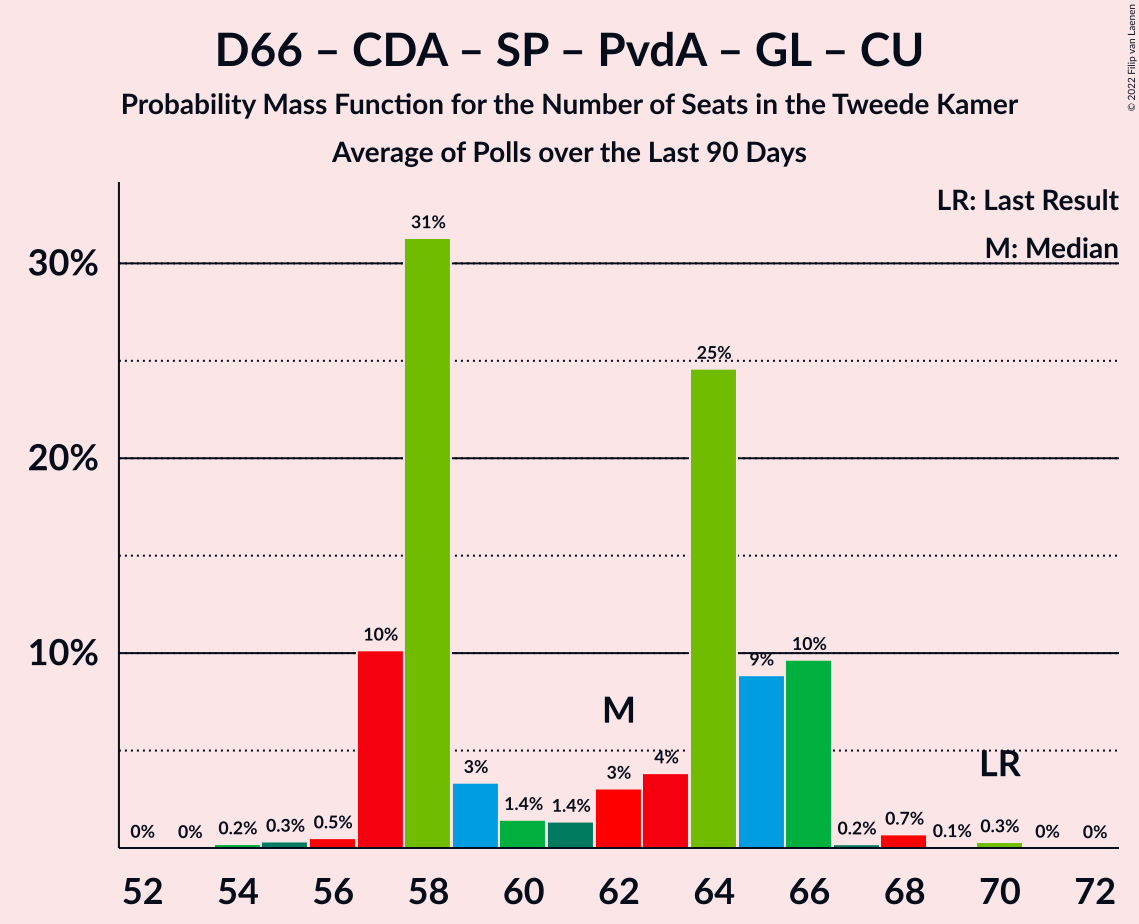 D66 – CDA – SP – PvdA – GL – CU
Probability Mass Function for the Number of Seats in the Tweede Kamer
Average of Polls over the Last 90 Days
© 2022 Filip van Laenen
LR: Last Result
M: Median
30%
20%
10%
0%
0%
0.2%
0.3%
0.5%
10%
31%
3%
1.4%
1.4%
3%
4%
25%
9%
10%
0.2%
0.7%
0.1%
0.3%
0%
0%
M
LR
52 54 56 58 60 62 64 66 68 70 72